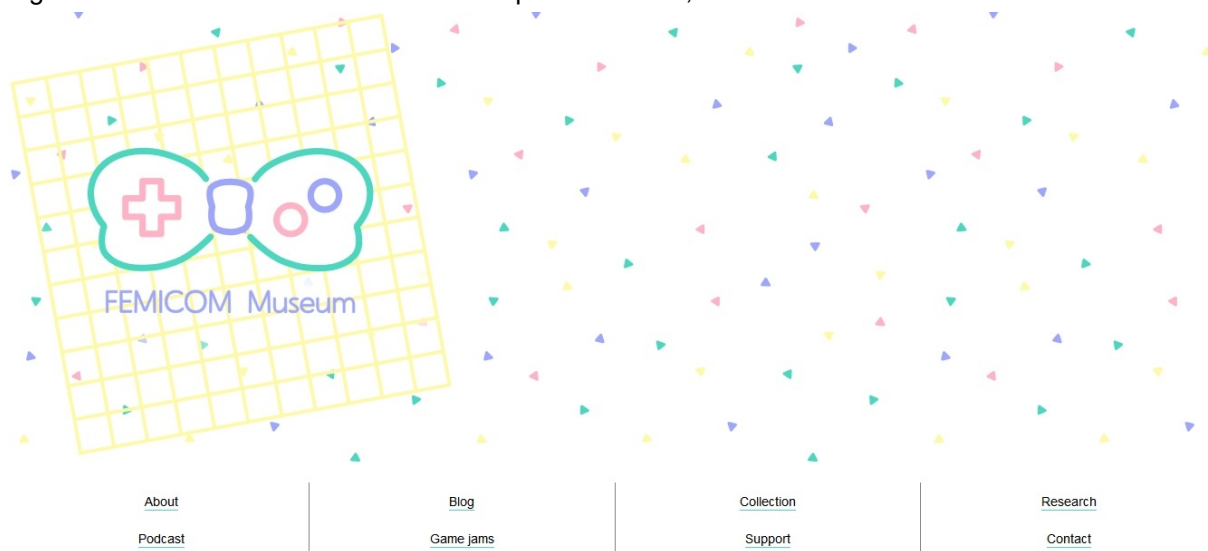 FEMICOM Museum
About
Blog
Collection
Research
Podcast
Game jams
Support
Contact